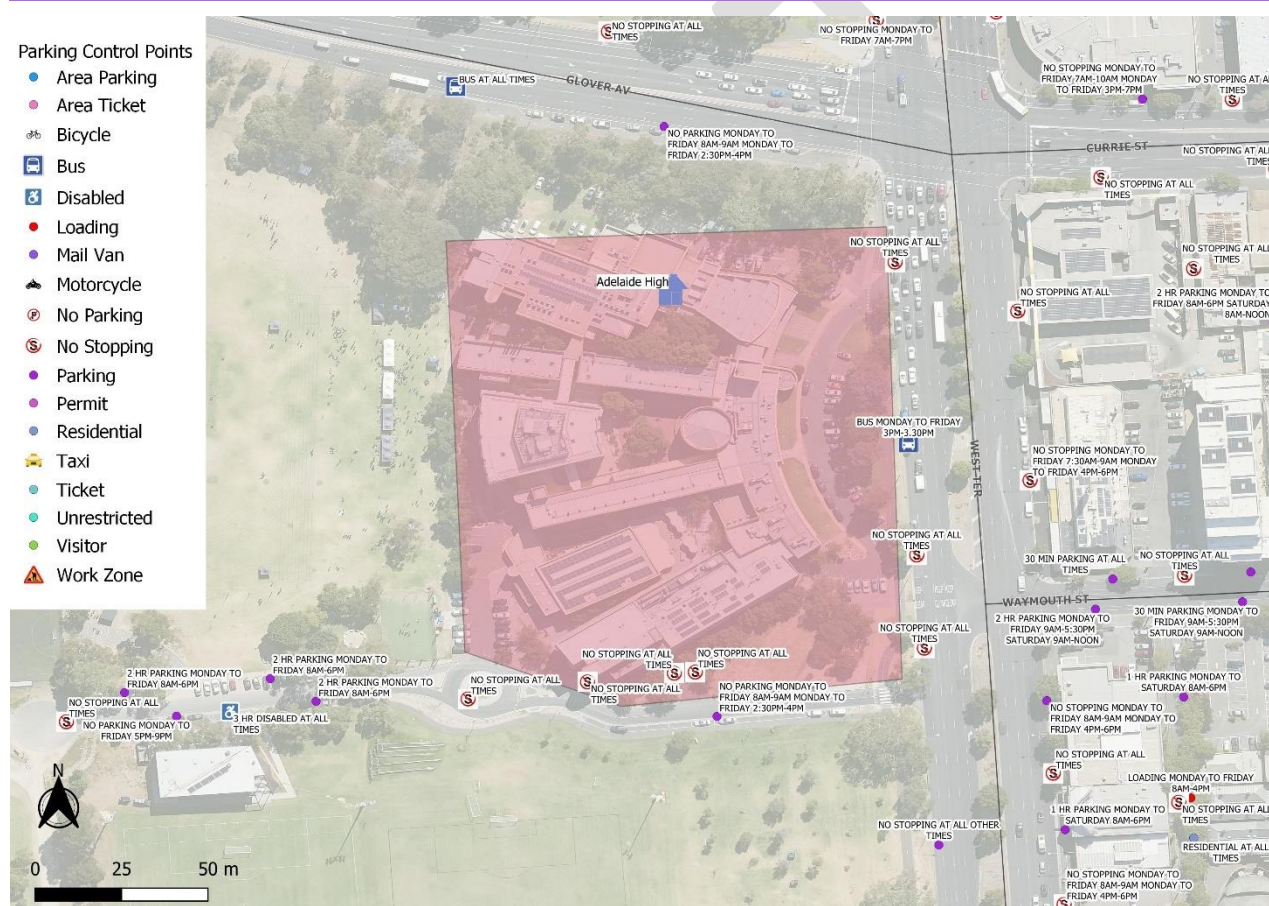 Parking Control Points
Area Parking
Area Ticket
Bicycle
Bus
Disabled
Loading
Mail Van
Motorcycle
No Parking
No Stopping
Parking
Permit
Residential
Taxi
Ticket
Unrestricted
Visitor
Work Zone
NO STOPPING AT ALL
TIMES
NO STOPPING MONDAY TO
FRIDAY 7AM-7PM
BUS AT ALL TIMES
GLOVER AV
NO STOPPING MONDAY TO
FRIDAY 7AM-10AM MONDAY
TO FRIDAY 3PM-7PM
NO STOPPING AT AL
TIMES
NO PARKING MONDAY TO
FRIDAY 8AM-9AM MONDAY TO
FRIDAY 2:30PM-4PM
CURRIE ST
NO STOPPING AT ALL
TIMES
NO STOPPING AT ALL
TIMES
NO STOPPING AT ALL
TIMES
NO STOPPING AT ALL
TIMES
Adelaide High
NO STOPPING AT ALL
TIMES
2 HR PARKING MONDAY TO
FRIDAY 8AM-6PM SATURDAY
8AM-NOON
BUS MONDAY TO FRIDAY
3PM-3.30PM
WEST TER
NO STOPPING MONDAY TO
FRIDAY 7:30AM-9AM MONDAY
TO FRIDAY 4PM-6PM
NO STOPPING AT ALL
TIMES
30 MIN PARKING AT ALL
TIMES
NO STOPPING AT ALL
TIMES
WAYMOUTH ST
2 HR PARKING MONDAY TO
FRIDAY 9AM-5:30PM
SATURDAY 9AM-NOON
30 MIN PARKING MONDAY TO
FRIDAY 9AM-5:30PM
SATURDAY 9AM-NOON
NO STOPPING AT ALL
TIMES
2 HR PARKING MONDAY TO
FRIDAY 8AM-6PM
2 HR PARKING MONDAY TO
FRIDAY 8AM-6PM
2 HR PARKING MONDAY TO
FRIDAY 8AM-6PM
NO STOPPING AT ALL
TIMES
NO STOPPING AT ALL
TIMES
NO STOPPING AT ALL
TIMES
NO STOPPING AT ALL
TIMES
NO PARKING MONDAY TO
FRIDAY 8AM-9AM MONDAY TO
FRIDAY 2:30PM-4PM
1 HR PARKING MONDAY TO
SATURDAY 8AM-6PM
NO STOPPING AT ALL
TIMES
NO PARKING MONDAY TO
FRIDAY 5PM-9PM
3 HR DISABLED AT ALL
TIMES
NO STOPPING MONDAY TO
FRIDAY 8AM-9AM MONDAY TO
FRIDAY 4PM-6PM
NO STOPPING AT ALL
TIMES
LOADING MONDAY TO FRIDAY
8AM-4PM
NO STOPPING AT ALL
TIMES
1 HR PARKING MONDAY TO
SATURDAY 8AM-6PM
NO STOPPING AT ALL OTHER
TIMES
RESIDENTIAL AT ALL
TIMES
NO STOPPING MONDAY TO
FRIDAY 8AM-9AM MONDAY TO
FRIDAY 4PM-6PM
N
0 25 50 m